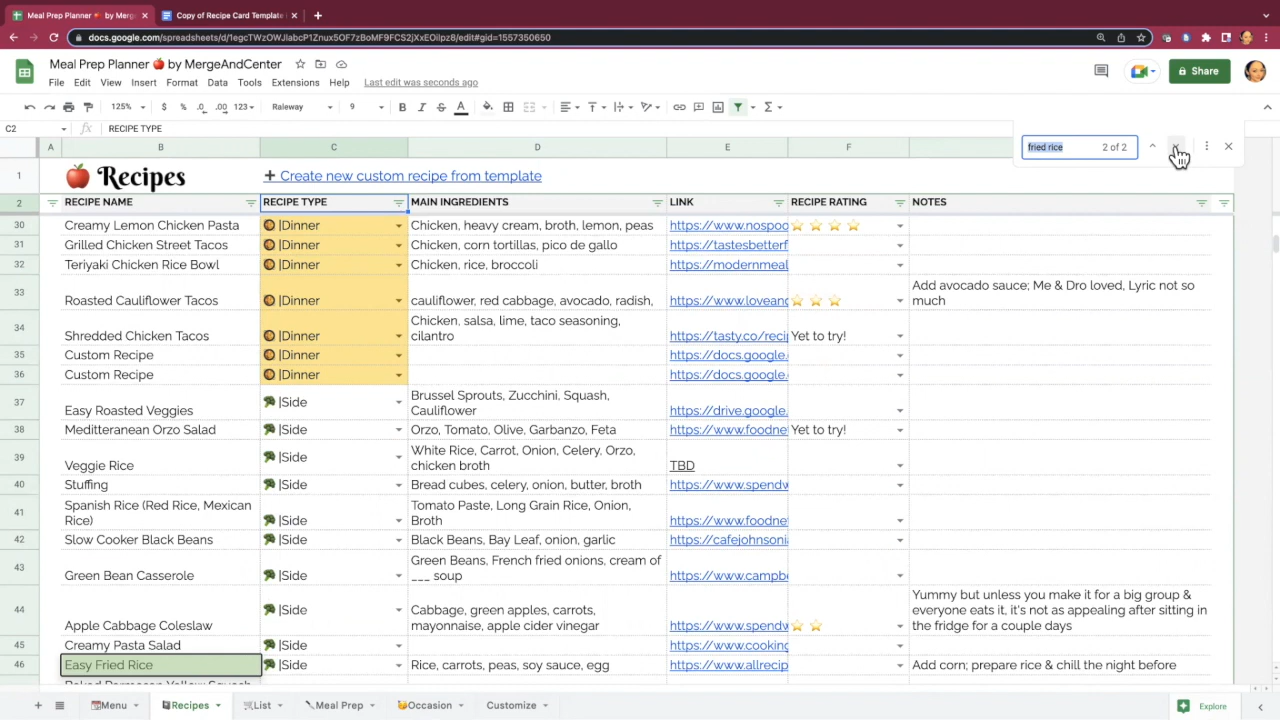 Meal Prep Planner 🍎 by Merge
Copy of Recipe Card Template
docs.google.com/spreadsheets/d/1egcTWzOWJIabcP1Znux5OF7zBoMF9FCS2jXxEOilpz8/edit#gid=1557350650
Meal Prep Planner 🍎 by MergeAndCenter
File Edit View Insert Format Data Tools Extensions Help Last edit was seconds ago
Share
125% $ % .0 .00 123 Raleway 9 B I S A
C2 fx RECIPE TYPE
fried rice 2 of 2
A B C D E F G
1 Recipes + Create new custom recipe from template
2 RECIPE NAME RECIPE TYPE MAIN INGREDIENTS LINK RECIPE RATING NOTES
30 Creamy Lemon Chicken Pasta |Dinner Chicken, heavy cream, broth, lemon, peas https://www.nospoo
31 Grilled Chicken Street Tacos |Dinner Chicken, corn tortillas, pico de gallo https://tastesbetterf
32 Teriyaki Chicken Rice Bowl |Dinner Chicken, rice, broccoli https://modernmeal
33 Roasted Cauliflower Tacos |Dinner cauliflower, red cabbage, avocado, radish, https://www.loveand Add avocado sauce; Me & Dro loved, Lyric not so
much
34 Shredded Chicken Tacos |Dinner Chicken, salsa, lime, taco seasoning,
cilantro https://tasty.co/recip Yet to try!
35 Custom Recipe |Dinner https://docs.google.
36 Custom Recipe |Dinner https://docs.google.
37 Easy Roasted Veggies |Side Brussel Sprouts, Zucchini, Squash,
Cauliflower https://drive.google.
38 Meditteranean Orzo Salad |Side Orzo, Tomato, Olive, Garbanzo, Feta https://www.foodne Yet to try!
39 Veggie Rice |Side White Rice, Carrot, Onion, Celery, Orzo,
chicken broth TBD
40 Stuffing |Side Bread cubes, celery, onion, butter, broth https://www.spendw
41 Spanish Rice (Red Rice, Mexican
Rice) |Side Tomato Paste, Long Grain Rice, Onion,
Broth https://www.foodne
42 Slow Cooker Black Beans |Side Black Beans, Bay Leaf, onion, garlic https://cafejohnsonia
43 Green Bean Casserole |Side Green Beans, French fried onions, cream of
___ soup https://www.campbe
44 Apple Cabbage Coleslaw |Side Cabbage, green apples, carrots,
mayonnaise, apple cider vinegar https://www.spendw Yummy but unless you make it for a big group &
everyone eats it, it's not as appealing after sitting in
the fridge for a couple days
45 Creamy Pasta Salad |Side https://www.cooking
46 Easy Fried Rice |Side Rice, carrots, peas, soy sauce, egg https://www.allrecip Add corn; prepare rice & chill the night before
Menu Recipes List Meal Prep Occasion Customize Explore